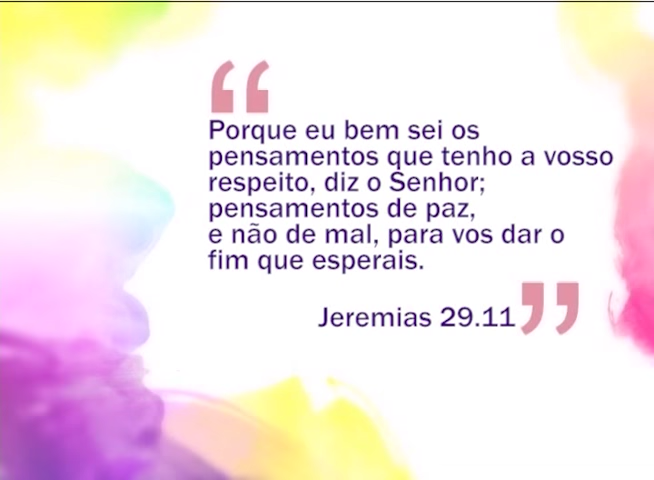 “
Porque eu bem sei os
pensamentos que tenho a vosso
respeito, diz o Senhor;
pensamentos de paz,
e não de mal, para vos dar o
fim que esperais.
Jeremias 29.11”